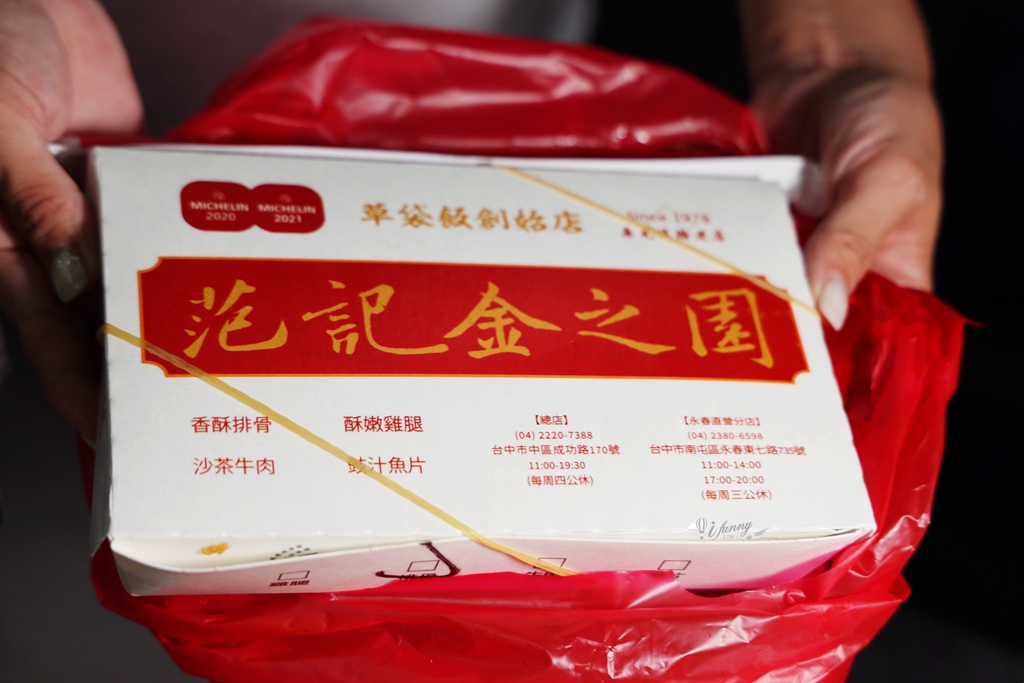 MICHELIN 2020
MICHELIN 2021
草袋飯創始店
Since 1979
范記金之園
香酥排骨
酥嫩雞腿
沙茶牛肉
豉汁魚片
【總店】
(04) 2220-7388
台中市中區成功路170號
11:00-19:30
(每周四公休)
【永春直營分店】
(04) 2380-6598
台中市南屯區永春東七路735號
11:00-14:00
17:00-20:00
(每周三公休)
ifunny
雞腿